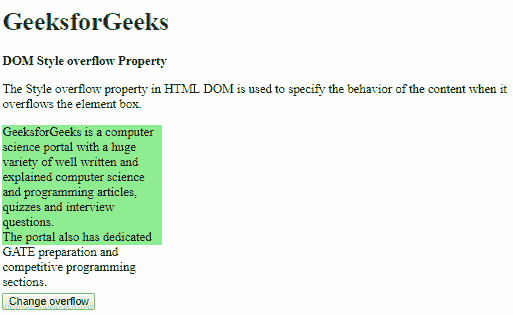 GeeksforGeeks
DOM Style overflow Property
The Style overflow property in HTML DOM is used to specify the behavior of the content when it
overflows the element box.
GeeksforGeeks is a computer
science portal with a huge
variety of well written and
explained computer science
and programming articles,
quizzes and interview
questions.
The portal also has dedicated
GATE preparation and
competitive programming
sections.
Change overflow